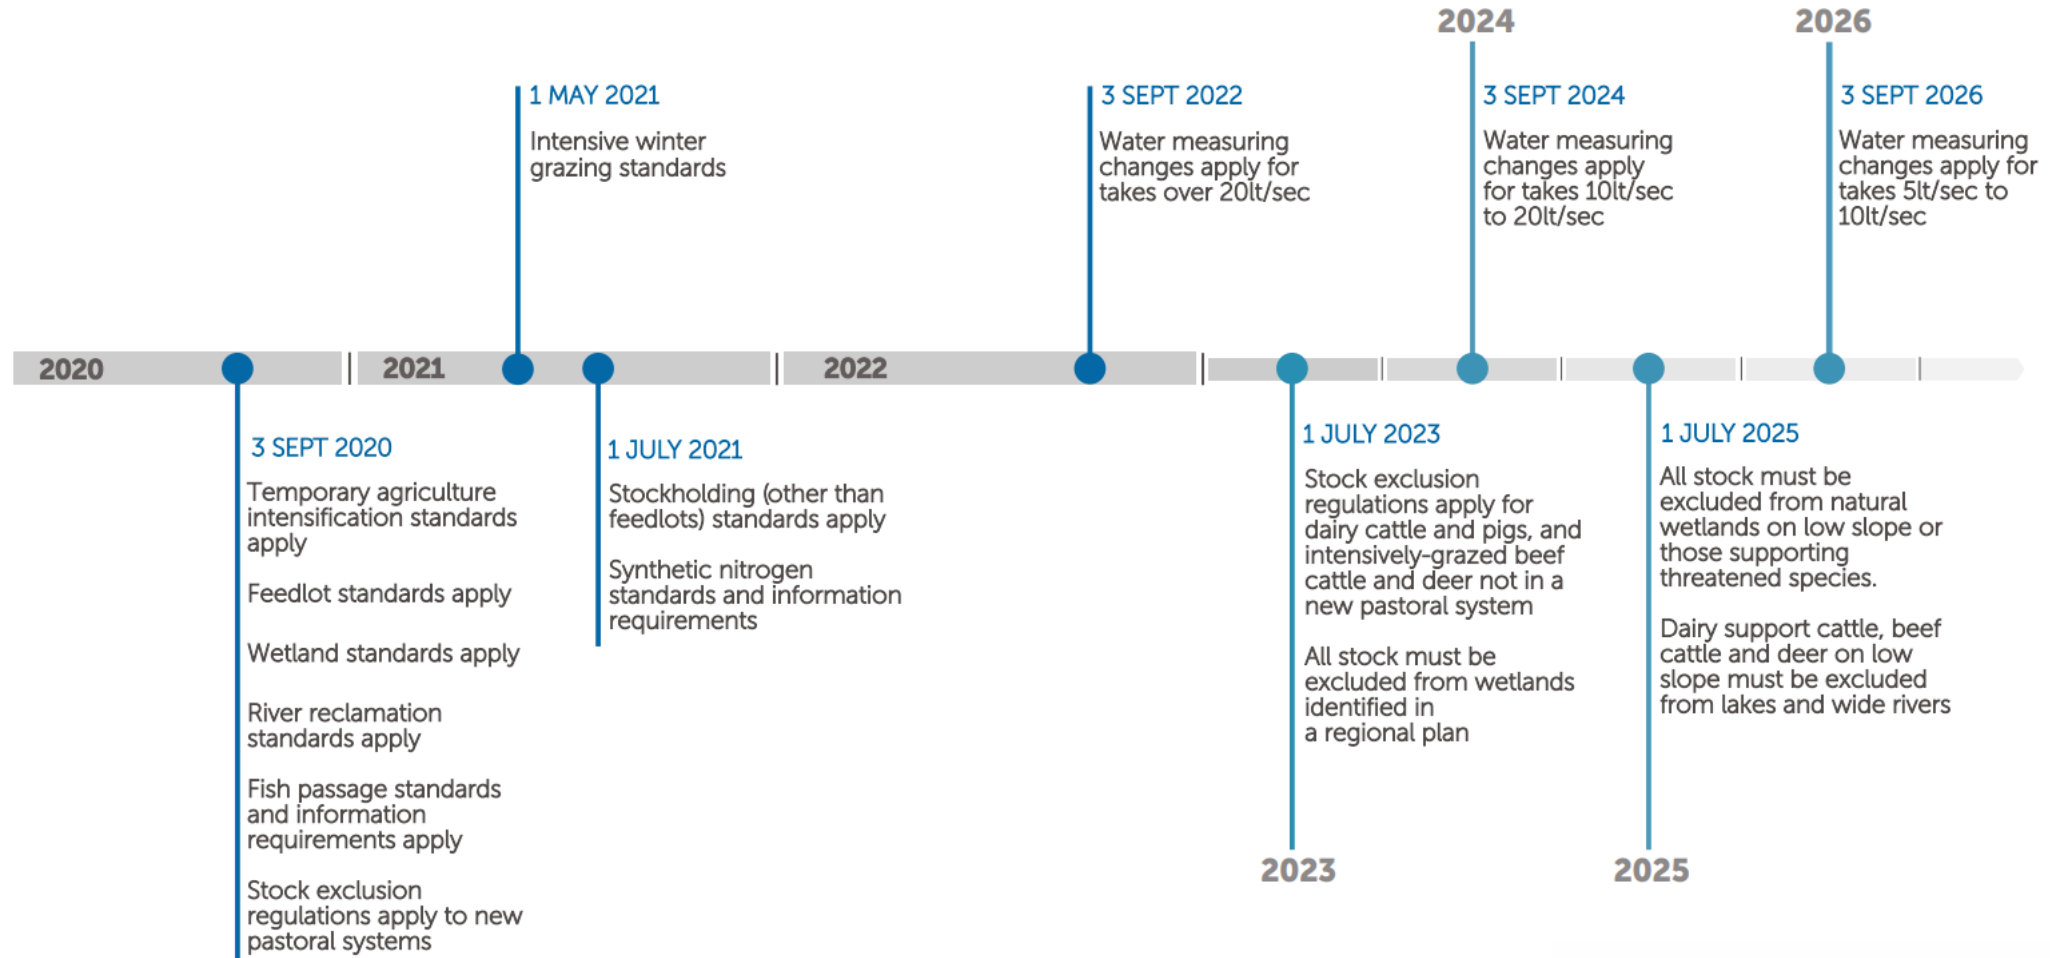 2024
2026
1 MAY 2021
Intensive winter
grazing standards
3 SEPT 2022
Water measuring
changes apply for
takes over 20lt/sec
3 SEPT 2024
Water measuring
changes apply
for takes 10lt/sec
to 20lt/sec
3 SEPT 2026
Water measuring
changes apply for
takes 5lt/sec to
10lt/sec
2020
2021
2022
3 SEPT 2020
Temporary agriculture
intensification standards
apply
Feedlot standards apply
Wetland standards apply
River reclamation
standards apply
Fish passage standards
and information
requirements apply
Stock exclusion
regulations apply to new
pastoral systems
1 JULY 2021
Stockholding (other than
feedlots) standards apply
Synthetic nitrogen
standards and information
requirements
1 JULY 2023
Stock exclusion
regulations apply for
dairy cattle and pigs, and
intensively-grazed beef
cattle and deer not in a
new pastoral system
All stock must be
excluded from wetlands
identified in
a regional plan
2023
1 JULY 2025
All stock must be
excluded from natural
wetlands on low slope or
those supporting
threatened species.
Dairy support cattle, beef
cattle and deer on low
slope must be excluded
from lakes and wide rivers
2025